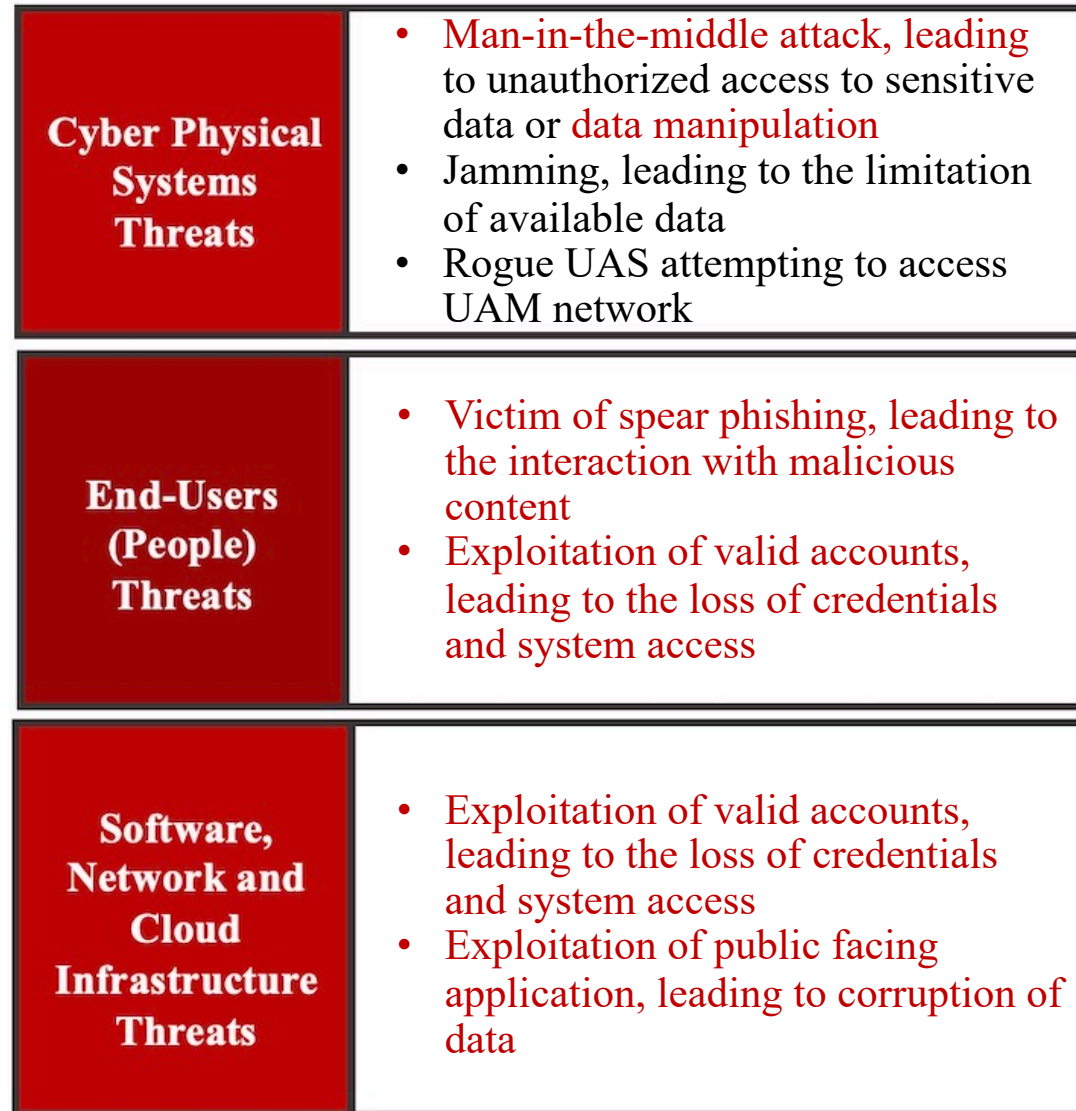 Cyber Physical
Systems
Threats
• Man-in-the-middle attack, leading
to unauthorized access to sensitive
data or data manipulation
• Jamming, leading to the limitation
of available data
• Rogue UAS attempting to access
UAM network
End-Users
(People)
Threats
• Victim of spear phishing, leading to
the interaction with malicious
content
• Exploitation of valid accounts,
leading to the loss of credentials
and system access
Software,
Network and
Cloud
Infrastructure
Threats
• Exploitation of valid accounts,
leading to the loss of credentials
and system access
• Exploitation of public facing
application, leading to corruption of
data